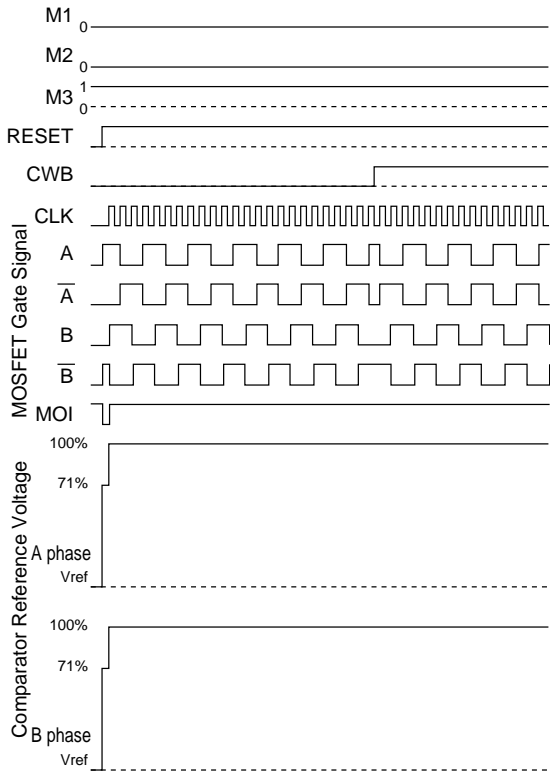 M1 0
M2 0
M3 1
0
RESET
CWB
CLK
MOSFET Gate Signal
A
A̅
B
B̅
MOI
Comparator Reference Voltage
100%
71%
A phase
Vref
100%
71%
B phase
Vref